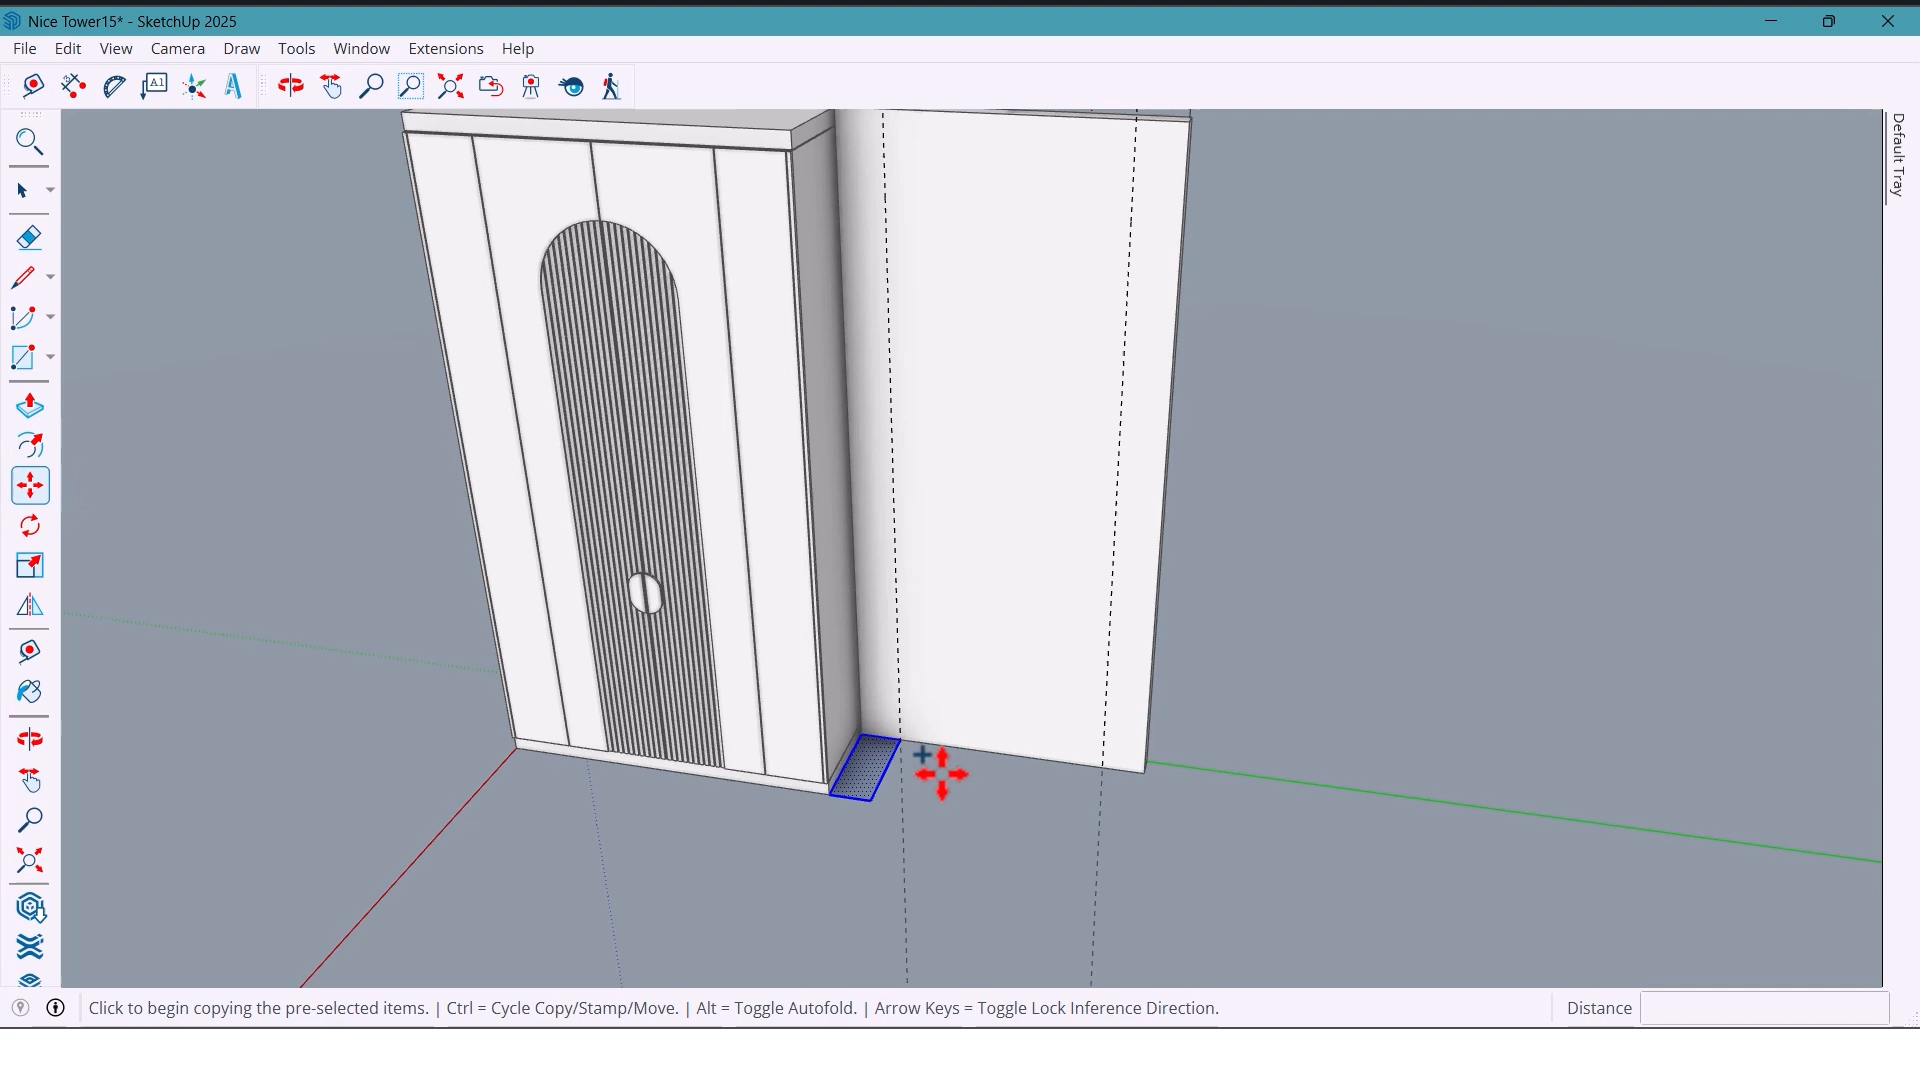 Nice Tower15* - SketchUp 2025
File Edit View Camera Draw Tools Window Extensions Help
A1
Default Tray
Click to begin copying the pre-selected items. | Ctrl = Cycle Copy/Stamp/Move. | Alt = Toggle Autofold. | Arrow Keys = Toggle Lock Inference Direction.
Distance